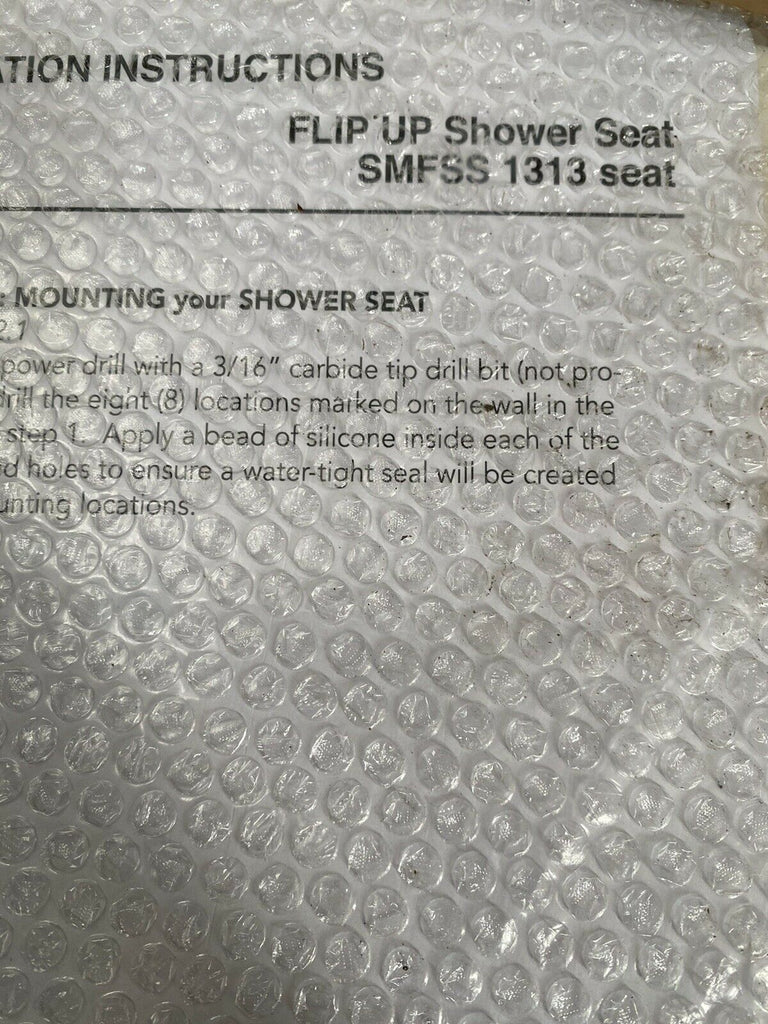 ATION INSTRUCTIONS
FLIP UP Shower Seat
SMFSS 1313 seat
: MOUNTING your SHOWER SEAT
2.1
power drill with a 3/16" carbide tip drill bit (not pro-
drill the eight (8) locations marked on the wall in the
step 1. Apply a bead of silicone inside each of the
d holes to ensure a water-tight seal will be created
unting locations.